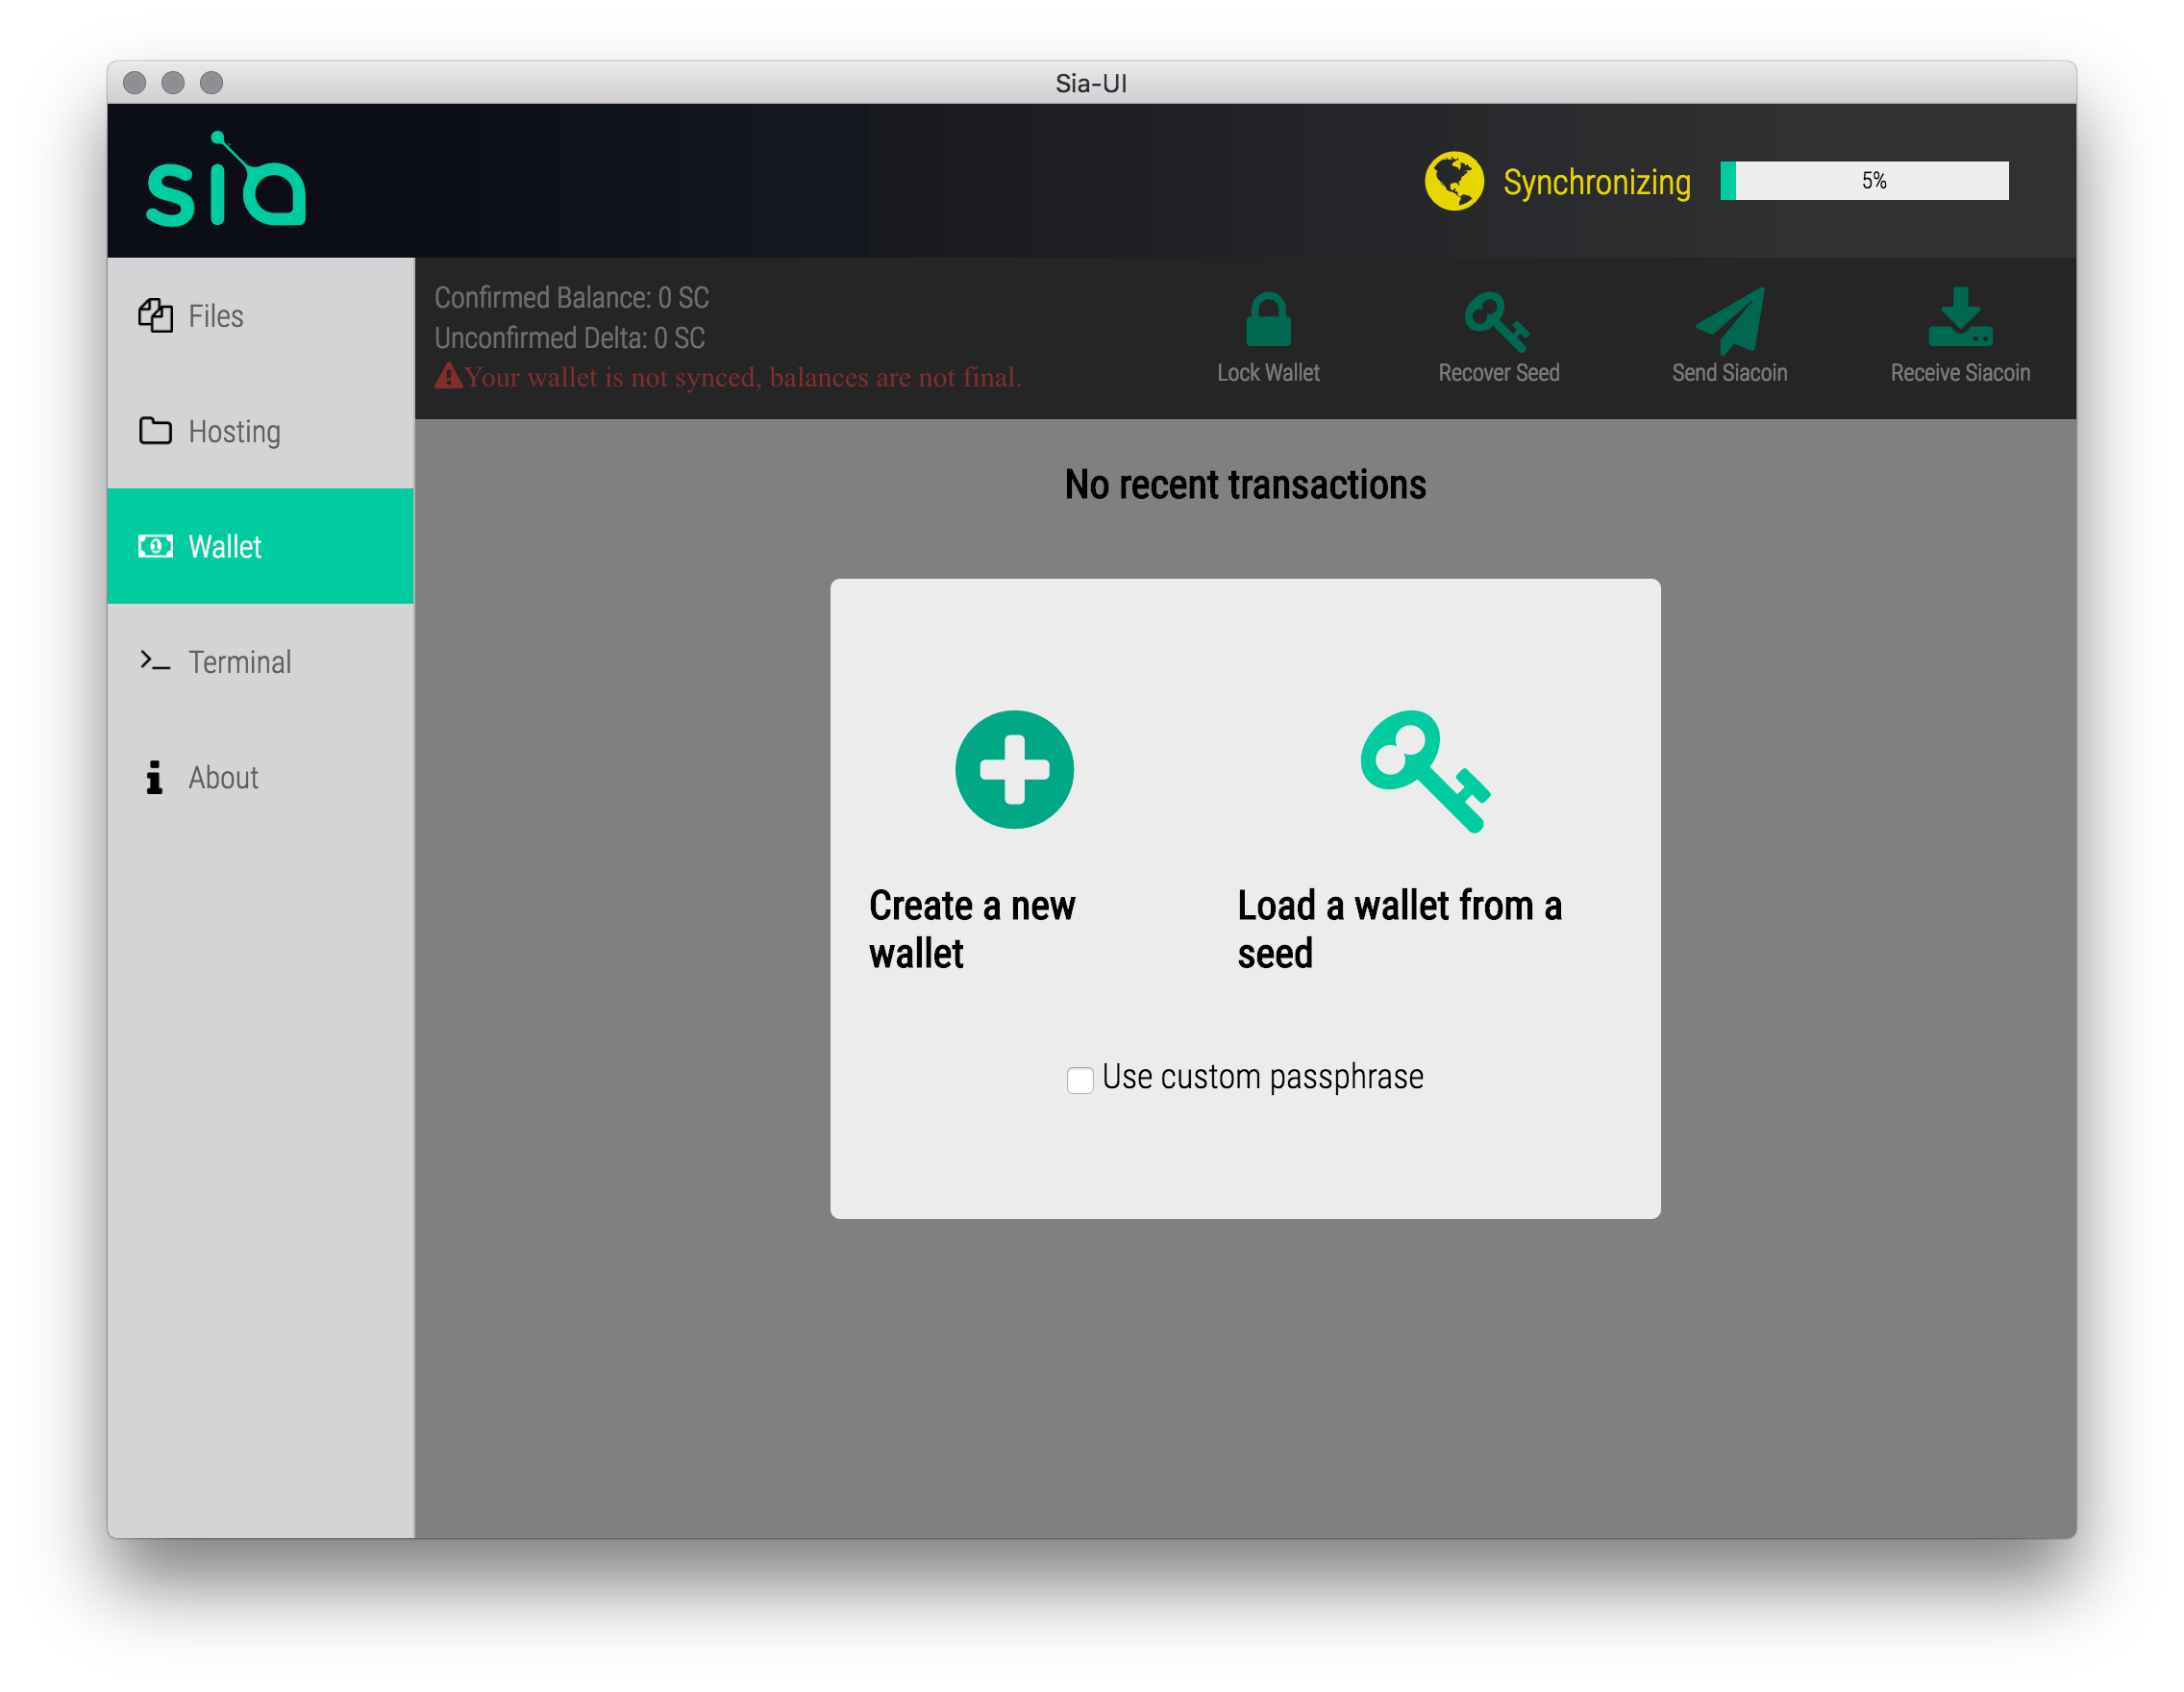 Sia-UI
sia
Synchronizing
5%
Files
Hosting
Wallet
Terminal
About
Confirmed Balance: 0 SC
Unconfirmed Delta: 0 SC
Your wallet is not synced, balances are not final.
Lock Wallet
Recover Seed
Send Siacoin
Receive Siacoin
No recent transactions
Create a new
wallet
Load a wallet from a
seed
Use custom passphrase